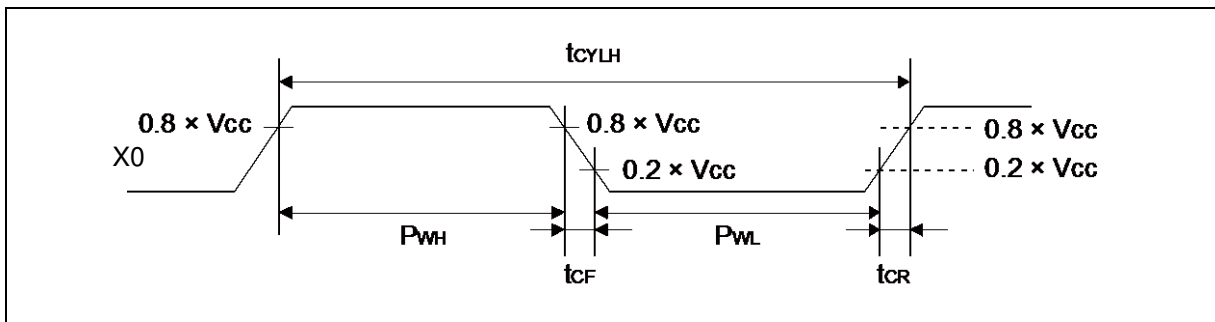 tCYLH
0.8 × VCC
0.8 × VCC
0.8 × VCC
X0
0.2 × VCC
0.2 × VCC
PWH
PWL
tCF
tCR